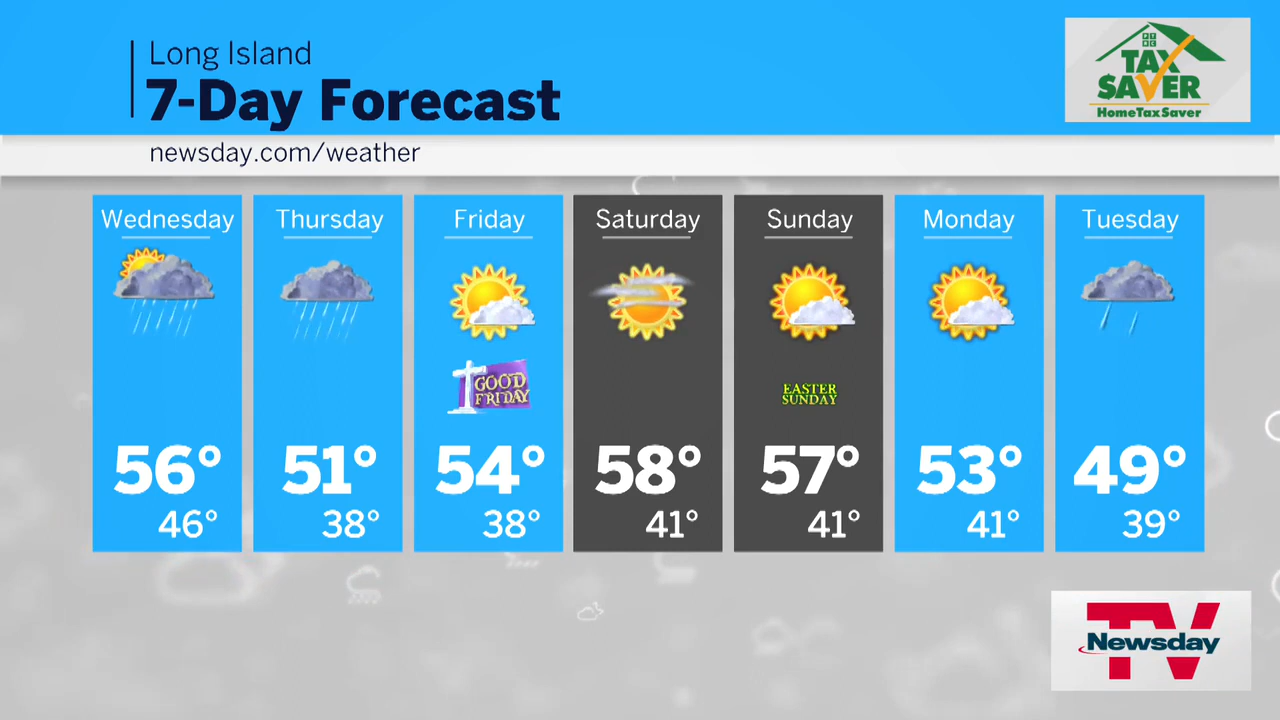 Long Island
7-Day Forecast
newsday.com/weather
TAX
SAVER
HomeTaxSaver
Wednesday
56°
46°
Thursday
51°
38°
Friday
GOOD
FRIDAY
54°
38°
Saturday
58°
41°
Sunday
EASTER
SUNDAY
57°
41°
Monday
53°
41°
Tuesday
49°
39°
TV
Newsday